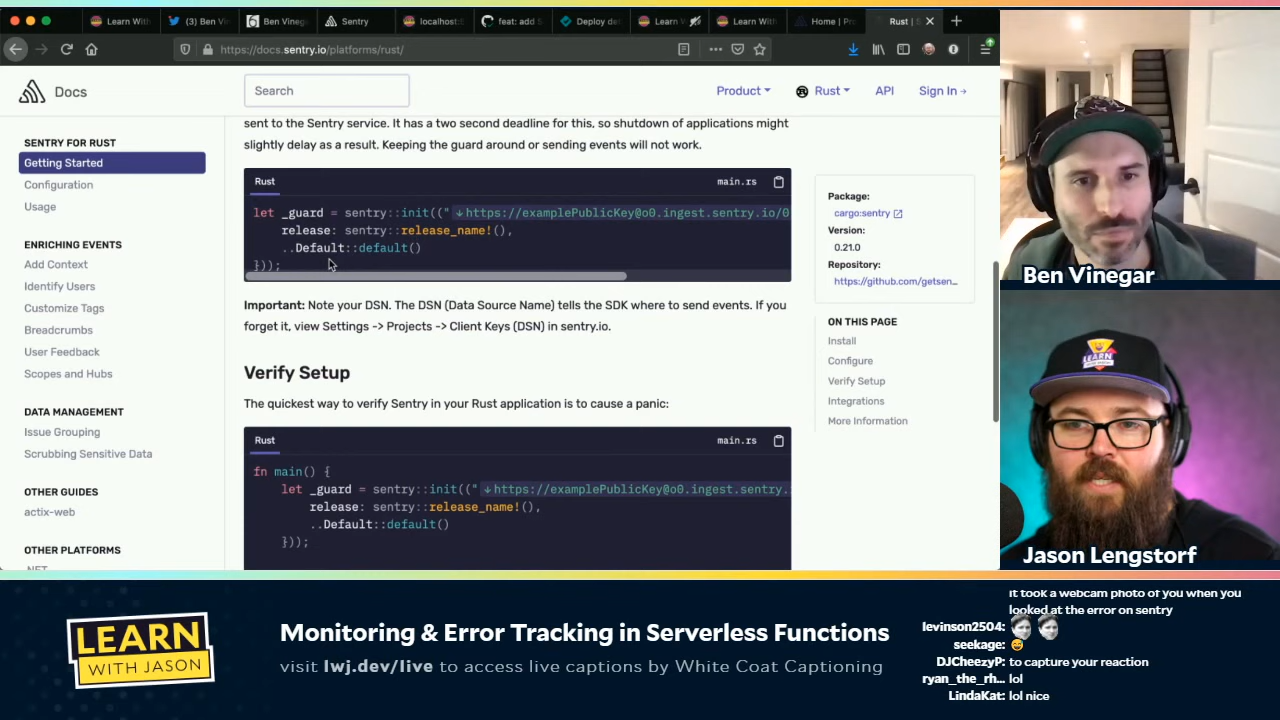 Learn With
(3) Ben Vin
Ben Vinega
Sentry
localhost:8
feat: add S
Deploy det
Learn V
Learn With
Home | Pro
Rust | S
https://docs.sentry.io/platforms/rust/
Docs
Search
Product
Rust
API
Sign In
SENTRY FOR RUST
Getting Started
Configuration
Usage
ENRICHING EVENTS
Add Context
Identify Users
Customize Tags
Breadcrumbs
User Feedback
Scopes and Hubs
DATA MANAGEMENT
Issue Grouping
Scrubbing Sensitive Data
OTHER GUIDES
actix-web
OTHER PLATFORMS
.NET
sent to the Sentry service. It has a two second deadline for this, so shutdown of applications might
slightly delay as a result. Keeping the guard around or sending events will not work.
Rust
main.rs
let _guard = sentry::init(("https://examplePublicKey@o0.ingest.sentry.io/0
release: sentry::release_name!(),
..Default::default()
}));
Important: Note your DSN. The DSN (Data Source Name) tells the SDK where to send events. If you
forget it, view Settings -> Projects -> Client Keys (DSN) in sentry.io.
Verify Setup
The quickest way to verify Sentry in your Rust application is to cause a panic:
Rust
main.rs
fn main() {
let _guard = sentry::init(("https://examplePublicKey@o0.ingest.sentry.
release: sentry::release_name!(),
..Default::default()
}));
Package:
cargo:sentry
Version:
0.21.0
Repository:
https://github.com/getsen...
ON THIS PAGE
Install
Configure
Verify Setup
Integrations
More Information
Ben Vinegar
LEARN
Jason Lengstorf
LEARN
WITH JASON
Monitoring & Error Tracking in Serverless Functions
visit lwj.dev/live to access live captions by White Coat Captioning
it took a webcam photo of you when you
looked at the error on sentry
levinson2504:
seekage:
DJCheezyP: to capture your reaction
ryan_the_rh... lol
LindaKat: lol nice